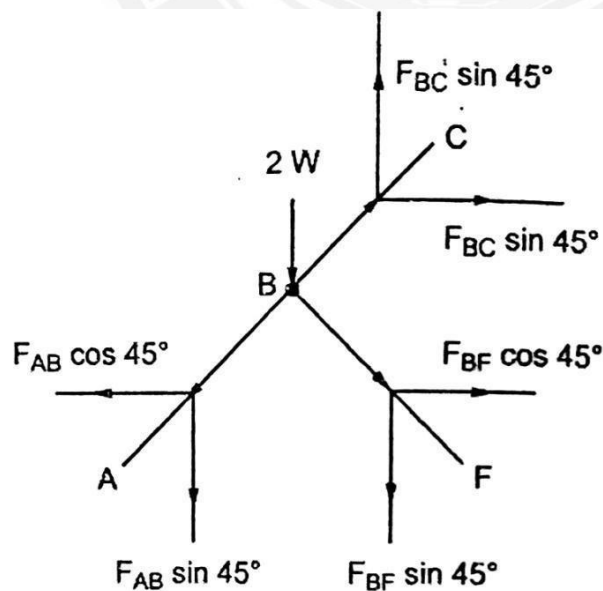 F_BC sin 45°
C
2 W
F_BC sin 45°
B
F_AB cos 45°
F_BF cos 45°
A
F
F_AB sin 45°
F_BF sin 45°